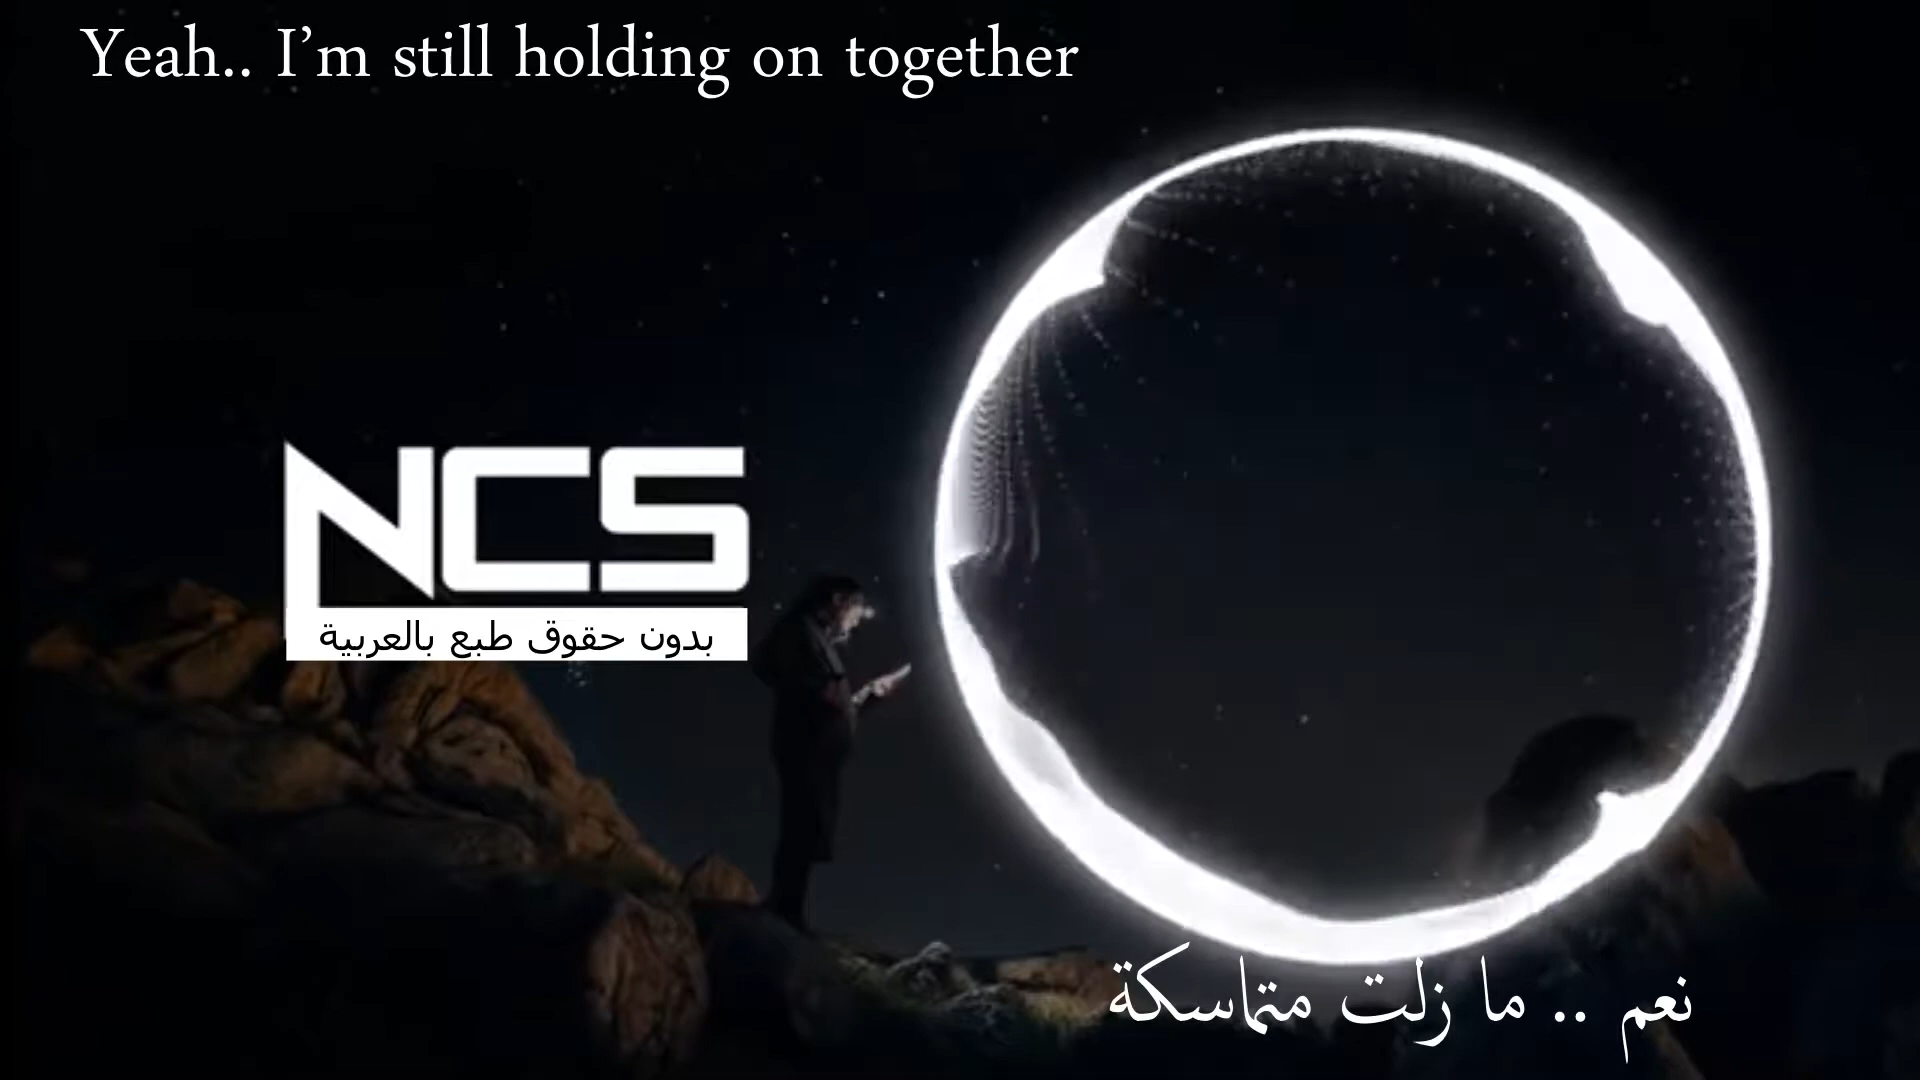 Yeah.. I’m still holding on together
NCS
بدون حقوق طبع بالعربية
نعم .. ما زلت متماسكة